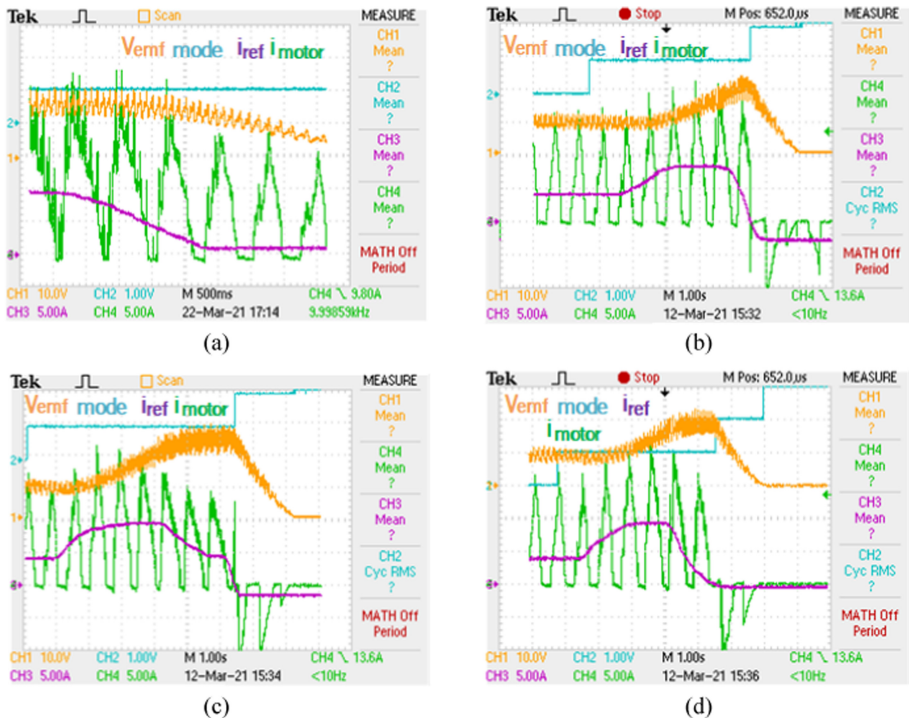 Tek Scan MEASURE
CH1
Mean
?
CH2
Mean
?
CH3
Mean
?
CH4
Mean
?
MATH Off
Period
Vemf mode iref imotor
2
1
CH1 10.0V CH2 1.00V M 500ms CH4 9.80A
CH3 5.00A CH4 5.00A 22-Mar-21 17:14 9.99859kHz
(a)
Tek Stop M Pos: 652.0us MEASURE
CH1
Mean
?
CH4
Mean
?
CH3
Mean
?
CH2
Cyc RMS
?
MATH Off
Period
Vemf mode iref imotor
2
1
CH1 10.0V CH2 1.00V M 1.00s CH4 13.6A
CH3 5.00A CH4 5.00A 12-Mar-21 15:32 <10Hz
(b)
Tek Scan MEASURE
CH1
Mean
?
CH4
Mean
?
CH3
Mean
?
CH2
Cyc RMS
?
MATH Off
Period
Vemf mode iref imotor
2
1
CH1 10.0V CH2 1.00V M 1.00s CH4 13.6A
CH3 5.00A CH4 5.00A 12-Mar-21 15:34 <10Hz
(c)
Tek Stop M Pos: 652.0us MEASURE
CH1
Mean
?
CH4
Mean
?
CH3
Mean
?
CH2
Cyc RMS
?
MATH Off
Period
Vemf mode iref
imotor
2
CH1 10.0V CH2 1.00V M 1.00s CH4 13.6A
CH3 5.00A CH4 5.00A 12-Mar-21 15:36 <10Hz
(d)